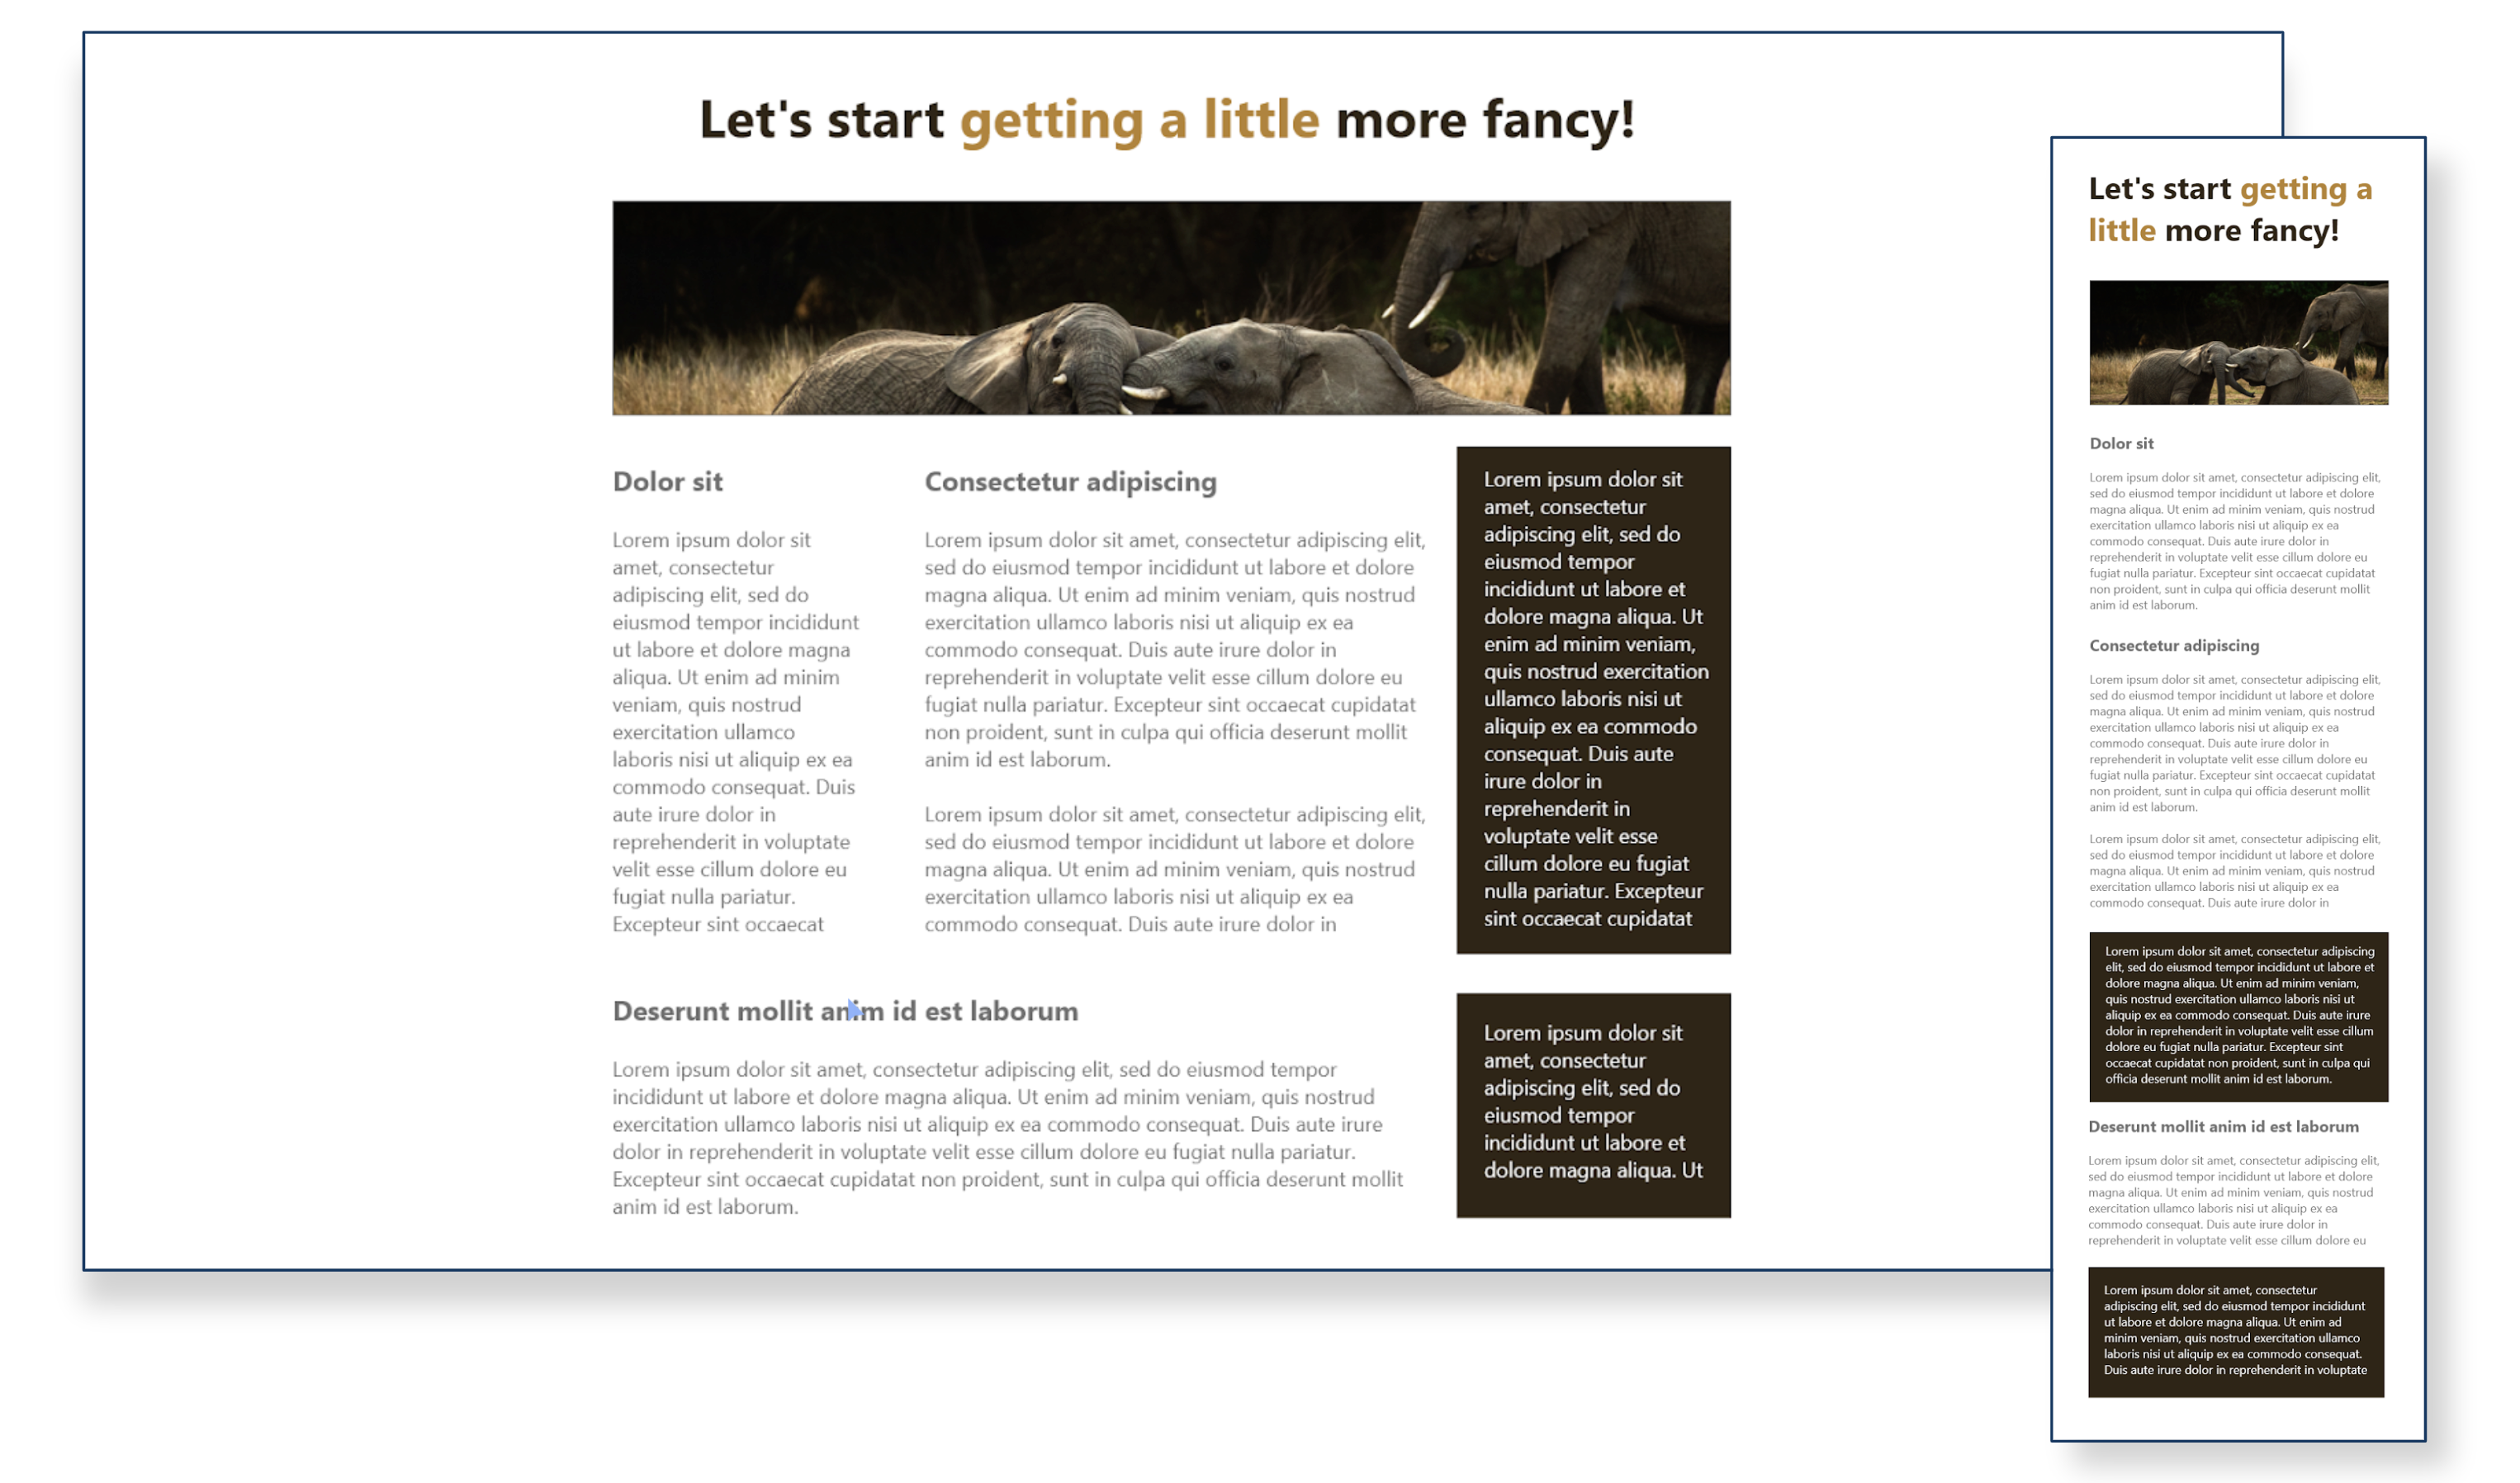 Let's start getting a little more fancy!
Dolor sit
Lorem ipsum dolor sit
amet, consectetur
adipiscing elit, sed do
eiusmod tempor incididunt
ut labore et dolore magna
aliqua. Ut enim ad minim
veniam, quis nostrud
exercitation ullamco
laboris nisi ut aliquip ex ea
commodo consequat. Duis
aute irure dolor in
reprehenderit in voluptate
velit esse cillum dolore eu
fugiat nulla pariatur.
Excepteur sint occaecat
Consectetur adipiscing
Lorem ipsum dolor sit amet, consectetur adipiscing elit,
sed do eiusmod tempor incididunt ut labore et dolore
magna aliqua. Ut enim ad minim veniam, quis nostrud
exercitation ullamco laboris nisi ut aliquip ex ea
commodo consequat. Duis aute irure dolor in
reprehenderit in voluptate velit esse cillum dolore eu
fugiat nulla pariatur. Excepteur sint occaecat cupidatat
non proident, sunt in culpa qui officia deserunt mollit
anim id est laborum.
Lorem ipsum dolor sit amet, consectetur adipiscing elit,
sed do eiusmod tempor incididunt ut labore et dolore
magna aliqua. Ut enim ad minim veniam, quis nostrud
exercitation ullamco laboris nisi ut aliquip ex ea
commodo consequat. Duis aute irure dolor in
Lorem ipsum dolor sit
amet, consectetur
adipiscing elit, sed do
eiusmod tempor
incididunt ut labore et
dolore magna aliqua. Ut
enim ad minim veniam,
quis nostrud exercitation
ullamco laboris nisi ut
aliquip ex ea commodo
consequat. Duis aute
irure dolor in
reprehenderit in
voluptate velit esse
cillum dolore eu fugiat
nulla pariatur. Excepteur
sint occaecat cupidatat
Deserunt mollit anim id est laborum
Lorem ipsum dolor sit amet, consectetur adipiscing elit, sed do eiusmod tempor
incididunt ut labore et dolore magna aliqua. Ut enim ad minim veniam, quis nostrud
exercitation ullamco laboris nisi ut aliquip ex ea commodo consequat. Duis aute irure
dolor in reprehenderit in voluptate velit esse cillum dolore eu fugiat nulla pariatur.
Excepteur sint occaecat cupidatat non proident, sunt in culpa qui officia deserunt mollit
anim id est laborum.
Lorem ipsum dolor sit
amet, consectetur
adipiscing elit, sed do
eiusmod tempor
incididunt ut labore et
dolore magna aliqua. Ut
Let's start getting a
little more fancy!
Dolor sit
Lorem ipsum dolor sit amet, consectetur adipiscing elit,
sed do eiusmod tempor incididunt ut labore et dolore
magna aliqua. Ut enim ad minim veniam, quis nostrud
exercitation ullamco laboris nisi ut aliquip ex ea
commodo consequat. Duis aute irure dolor in
reprehenderit in voluptate velit esse cillum dolore eu
fugiat nulla pariatur. Excepteur sint occaecat cupidatat
non proident, sunt in culpa qui officia deserunt mollit
anim id est laborum.
Consectetur adipiscing
Lorem ipsum dolor sit amet, consectetur adipiscing elit,
sed do eiusmod tempor incididunt ut labore et dolore
magna aliqua. Ut enim ad minim veniam, quis nostrud
exercitation ullamco laboris nisi ut aliquip ex ea
commodo consequat. Duis aute irure dolor in
reprehenderit in voluptate velit esse cillum dolore eu
fugiat nulla pariatur. Excepteur sint occaecat cupidatat
non proident, sunt in culpa qui officia deserunt mollit
anim id est laborum.
Lorem ipsum dolor sit amet, consectetur adipiscing elit,
sed do eiusmod tempor incididunt ut labore et dolore
magna aliqua. Ut enim ad minim veniam, quis nostrud
exercitation ullamco laboris nisi ut aliquip ex ea
commodo consequat. Duis aute irure dolor in
Lorem ipsum dolor sit amet, consectetur adipiscing
elit, sed do eiusmod tempor incididunt ut labore et
dolore magna aliqua. Ut enim ad minim veniam,
quis nostrud exercitation ullamco laboris nisi ut
aliquip ex ea commodo consequat. Duis aute irure
dolor in reprehenderit in voluptate velit esse cillum
dolore eu fugiat nulla pariatur. Excepteur sint
occaecat cupidatat non proident, sunt in culpa qui
officia deserunt mollit anim id est laborum.
Deserunt mollit anim id est laborum
Lorem ipsum dolor sit amet, consectetur adipiscing elit,
sed do eiusmod tempor incididunt ut labore et dolore
magna aliqua. Ut enim ad minim veniam, quis nostrud
exercitation ullamco laboris nisi ut aliquip ex ea
commodo consequat. Duis aute irure dolor in
reprehenderit in voluptate velit esse cillum dolore eu
Lorem ipsum dolor sit amet, consectetur
adipiscing elit, sed do eiusmod tempor incididunt
ut labore et dolore magna aliqua. Ut enim ad
minim veniam, quis nostrud exercitation ullamco
laboris nisi ut aliquip ex ea commodo consequat.
Duis aute irure dolor in reprehenderit in voluptate